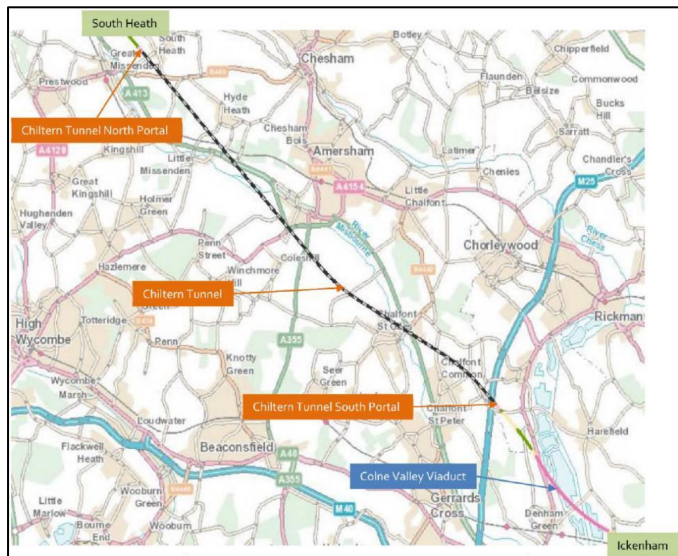 South Heath
South
Heath
Great
Missenden
Prestwood
Botley
Chipperfield
Chesham
Flaunden
Commonwood
Belsize
Bucks
Hill
A 413
Hyde
Heath
Chiltern Tunnel North Portal
Chesham
Bois
Latimer
Sarratt
Chandler's
Cross
A4128
Kingshill
Little
Missenden
Amersham
Chenies
M25
Great
Kingshill
A4154
Little
Chalfont
Holmer
Green
Hughenden
Valley
River
Misbourne
Chorleywood
River
Chess
Penn
Street
Coleshill
Hazlemere
Winchmore
Hill
Chiltern Tunnel
Rickman
High
Wycombe
Totteridge
Chalfont
St Giles
Penn
A355
Knotty
Green
Chalfont
Common
Seer
Green
Wycombe
Marsh
Chiltern Tunnel South Portal
Chalfont
St Peter
Loudwater
Harefield
Beaconsfield
Flackwell
Heath
A40
Colne Valley Viaduct
A355
Little
Marlow
Wooburn
Green
Gerrards
Cross
M40
Denham
Green
Bourne
End
Wooburn
Ickenham